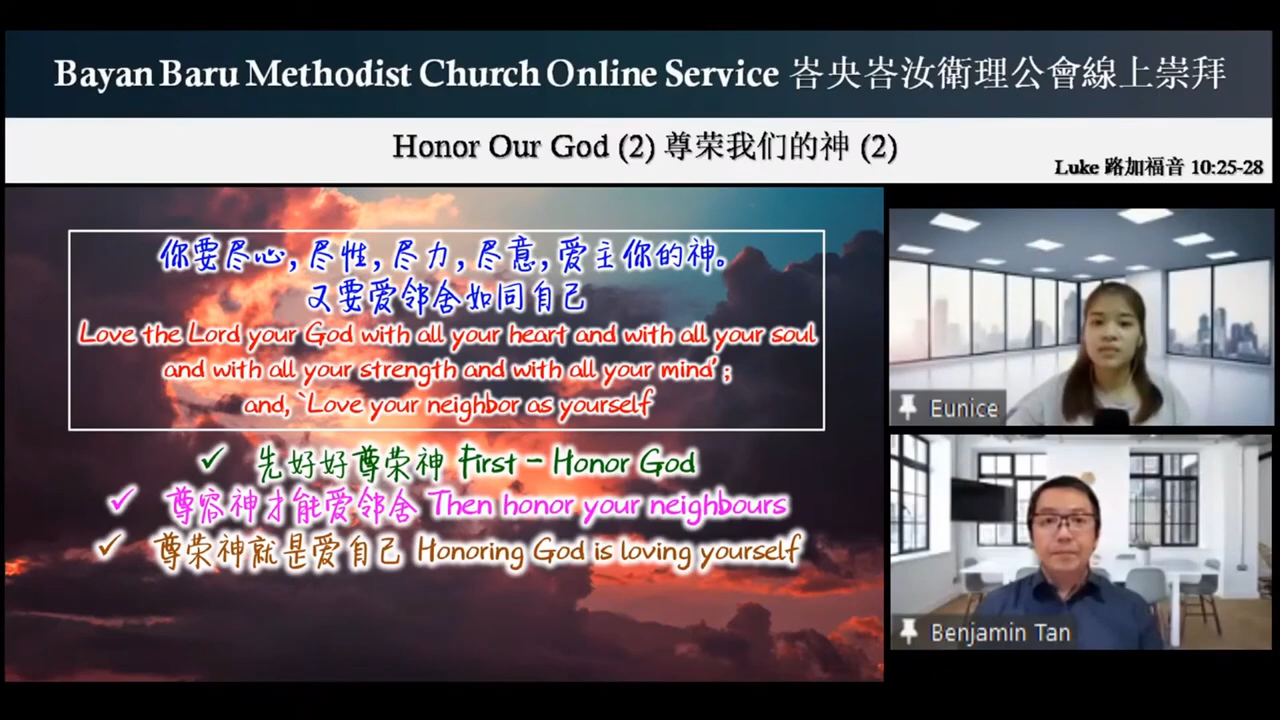 Bayan Baru Methodist Church Online Service 峇央峇汝衛理公會線上崇拜
Honor Our God (2) 尊荣我们的神 (2)
Luke 路加福音 10:25-28
你要尽心,尽性,尽力,尽意,爱主你的神。
又要爱邻舍如同自己
Love the Lord your God with all your heart and with all your soul
and with all your strength and with all your mind' ;
and, `Love your neighbor as yourself
✓ 先好好尊荣神 First – Honor God
✓ 尊容神才能爱邻舍 Then honor your neighbours
✓ 尊荣神就是爱自己 Honoring God is loving yourself
Eunice
Benjamin Tan